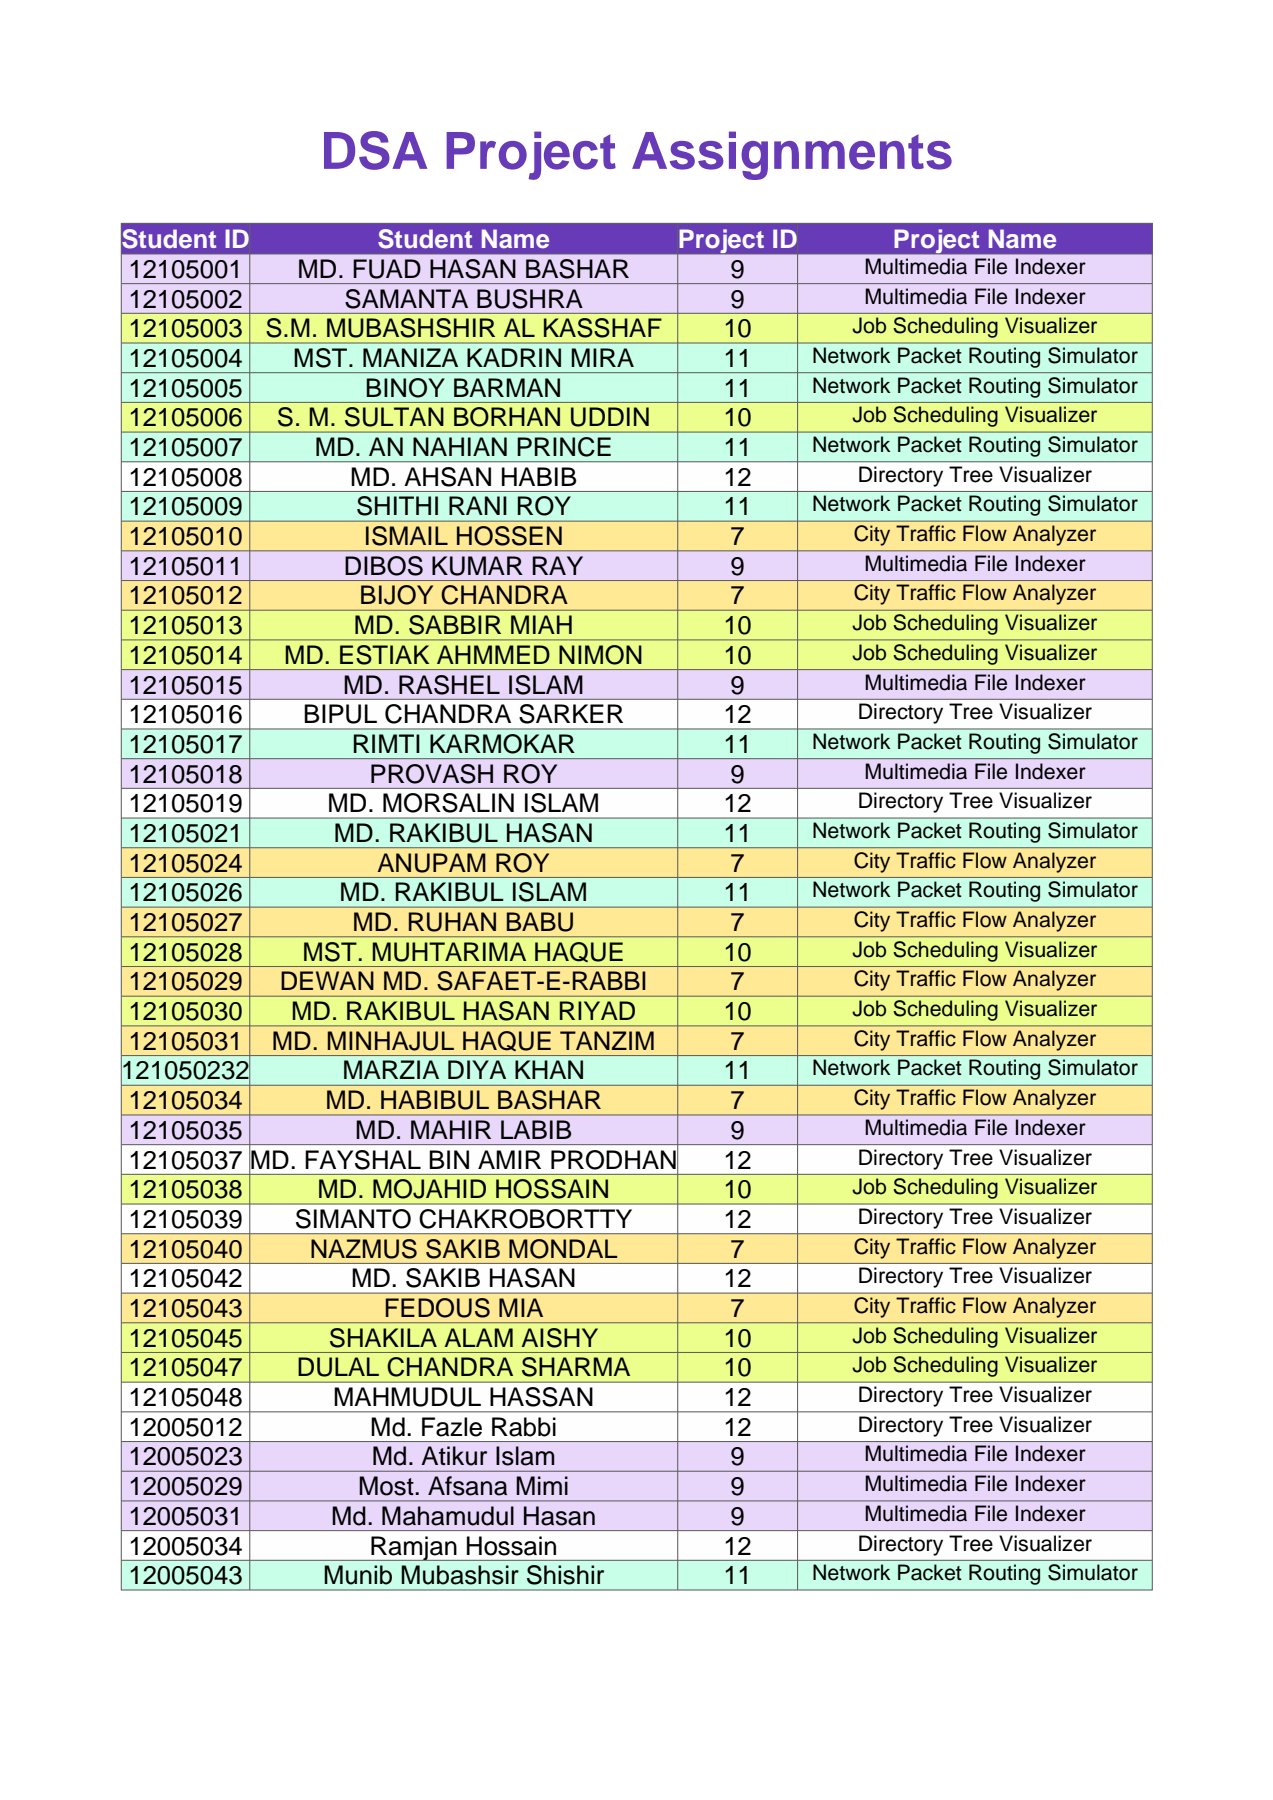 DSA Project Assignments
Student ID Student Name Project ID Project Name
12105001 MD. FUAD HASAN BASHAR 9 Multimedia File Indexer
12105002 SAMANTA BUSHRA 9 Multimedia File Indexer
12105003 S.M. MUBASHSHIR AL KASSHAF 10 Job Scheduling Visualizer
12105004 MST. MANIZA KADRIN MIRA 11 Network Packet Routing Simulator
12105005 BINOY BARMAN 11 Network Packet Routing Simulator
12105006 S. M. SULTAN BORHAN UDDIN 10 Job Scheduling Visualizer
12105007 MD. AN NAHIAN PRINCE 11 Network Packet Routing Simulator
12105008 MD. AHSAN HABIB 12 Directory Tree Visualizer
12105009 SHITHI RANI ROY 11 Network Packet Routing Simulator
12105010 ISMAIL HOSSEN 7 City Traffic Flow Analyzer
12105011 DIBOS KUMAR RAY 9 Multimedia File Indexer
12105012 BIJOY CHANDRA 7 City Traffic Flow Analyzer
12105013 MD. SABBIR MIAH 10 Job Scheduling Visualizer
12105014 MD. ESTIAK AHMMED NIMON 10 Job Scheduling Visualizer
12105015 MD. RASHEL ISLAM 9 Multimedia File Indexer
12105016 BIPUL CHANDRA SARKER 12 Directory Tree Visualizer
12105017 RIMTI KARMOKAR 11 Network Packet Routing Simulator
12105018 PROVASH ROY 9 Multimedia File Indexer
12105019 MD. MORSALIN ISLAM 12 Directory Tree Visualizer
12105021 MD. RAKIBUL HASAN 11 Network Packet Routing Simulator
12105024 ANUPAM ROY 7 City Traffic Flow Analyzer
12105026 MD. RAKIBUL ISLAM 11 Network Packet Routing Simulator
12105027 MD. RUHAN BABU 7 City Traffic Flow Analyzer
12105028 MST. MUHTARIMA HAQUE 10 Job Scheduling Visualizer
12105029 DEWAN MD. SAFAET-E-RABBI 7 City Traffic Flow Analyzer
12105030 MD. RAKIBUL HASAN RIYAD 10 Job Scheduling Visualizer
12105031 MD. MINHAJUL HAQUE TANZIM 7 City Traffic Flow Analyzer
121050232 MARZIA DIYA KHAN 11 Network Packet Routing Simulator
12105034 MD. HABIBUL BASHAR 7 City Traffic Flow Analyzer
12105035 MD. MAHIR LABIB 9 Multimedia File Indexer
12105037 MD. FAYSHAL BIN AMIR PRODHAN 12 Directory Tree Visualizer
12105038 MD. MOJAHID HOSSAIN 10 Job Scheduling Visualizer
12105039 SIMANTO CHAKROBORTTY 12 Directory Tree Visualizer
12105040 NAZMUS SAKIB MONDAL 7 City Traffic Flow Analyzer
12105042 MD. SAKIB HASAN 12 Directory Tree Visualizer
12105043 FEDOUS MIA 7 City Traffic Flow Analyzer
12105045 SHAKILA ALAM AISHY 10 Job Scheduling Visualizer
12105047 DULAL CHANDRA SHARMA 10 Job Scheduling Visualizer
12105048 MAHMUDUL HASSAN 12 Directory Tree Visualizer
12005012 Md. Fazle Rabbi 12 Directory Tree Visualizer
12005023 Md. Atikur Islam 9 Multimedia File Indexer
12005029 Most. Afsana Mimi 9 Multimedia File Indexer
12005031 Md. Mahamudul Hasan 9 Multimedia File Indexer
12005034 Ramjan Hossain 12 Directory Tree Visualizer
12005043 Munib Mubashsir Shishir 11 Network Packet Routing Simulator